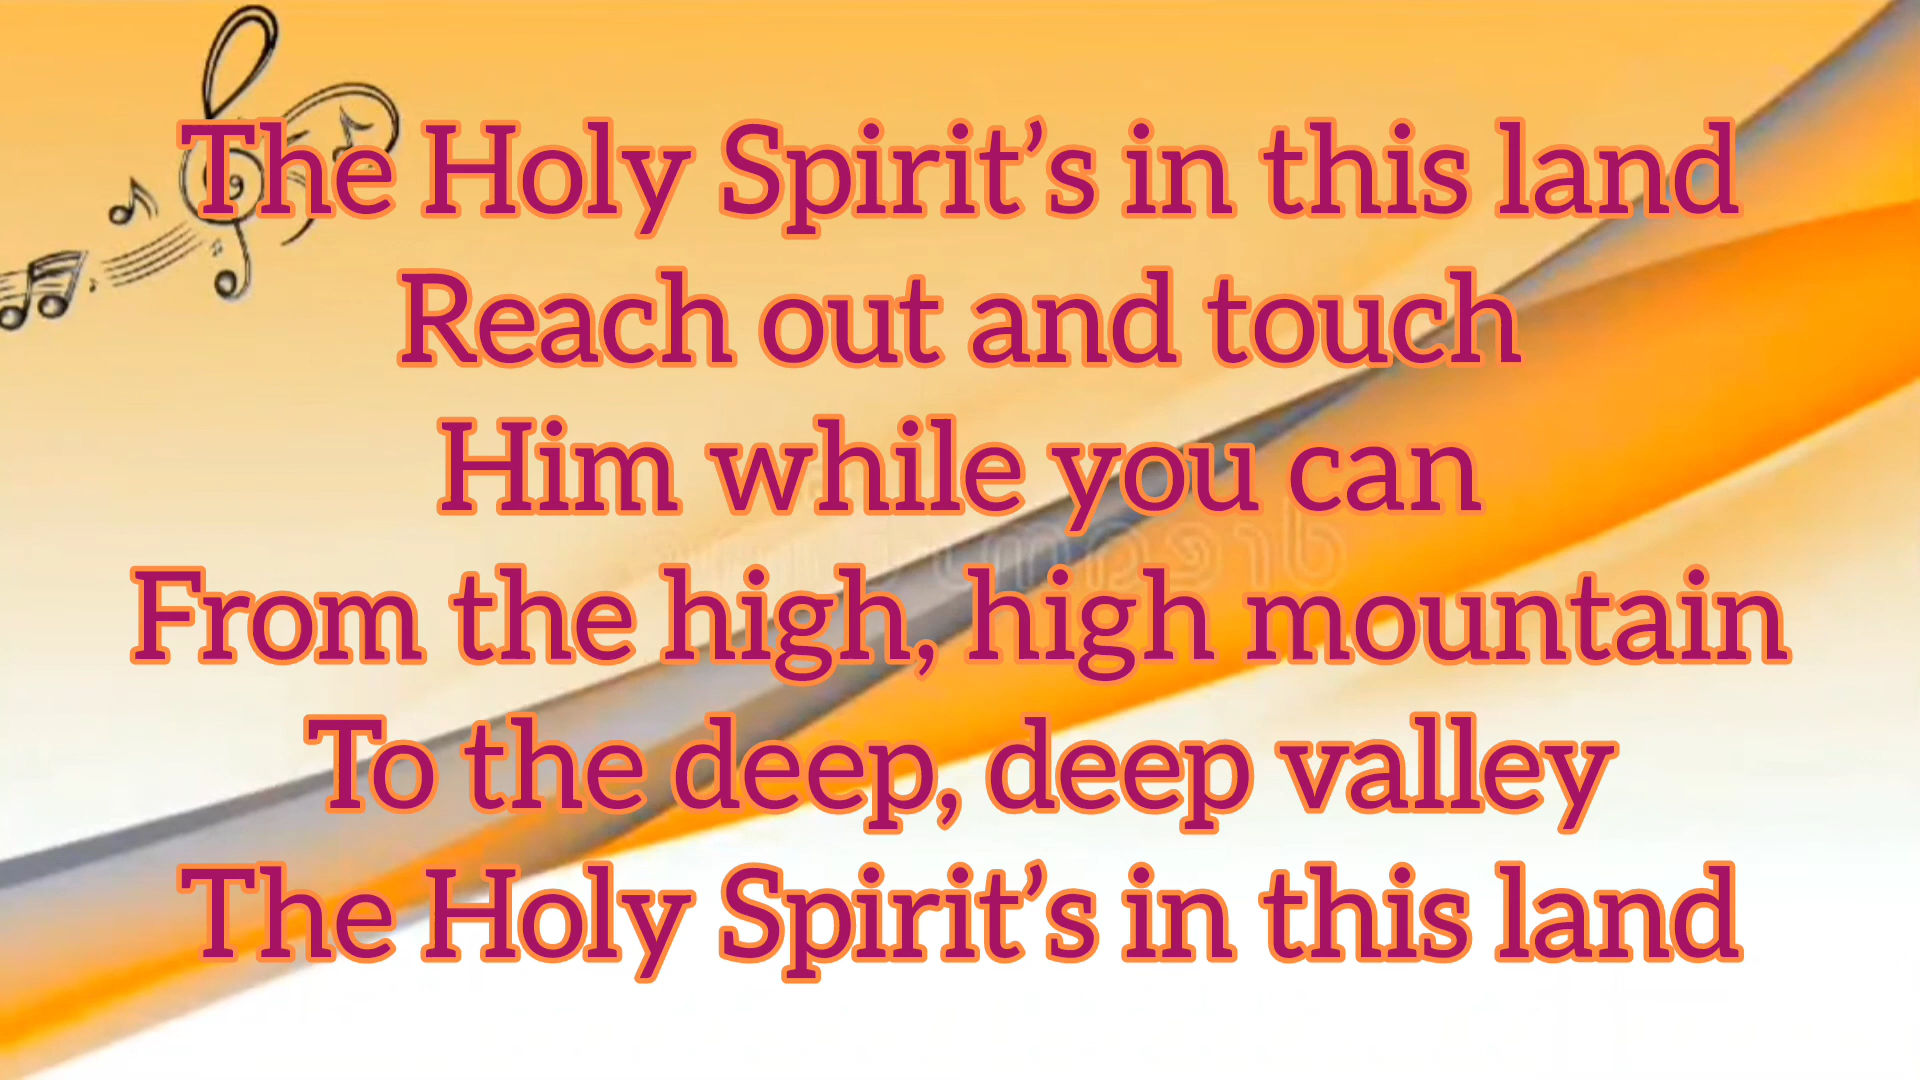 The Holy Spirit’s in this land
Reach out and touch
Him while you can
From the high, high mountain
To the deep, deep valley
The Holy Spirit’s in this land